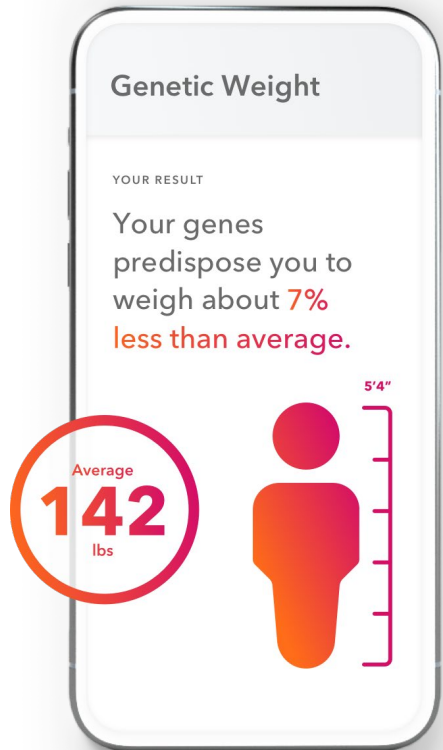 Genetic Weight
YOUR RESULT
Your genes
predispose you to
weigh about 7%
less than average.
5'4"
Average
142
lbs